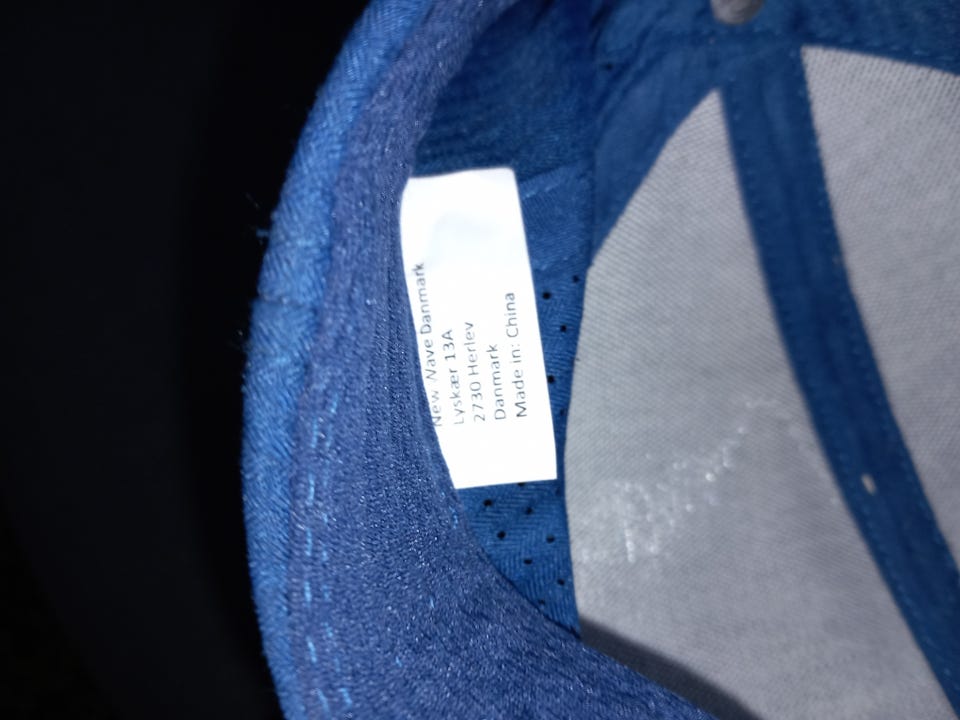 New Wave Danmark
Lyskær 13A
2730 Herlev
Danmark
Made in: China